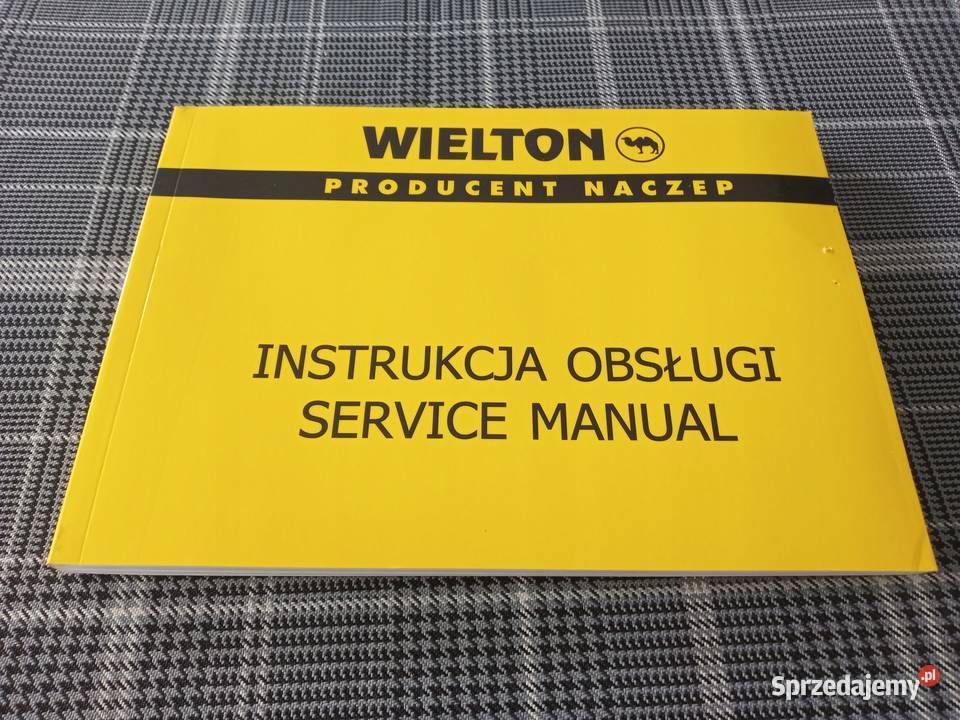 WIELTON
PRODUCENT NACZEP
INSTRUKCJA OBSŁUGI
SERVICE MANUAL
Sprzedajemy.pl